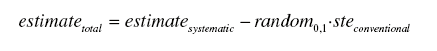 estimate_total = estimate_systematic − random_0,1·ste_conventional